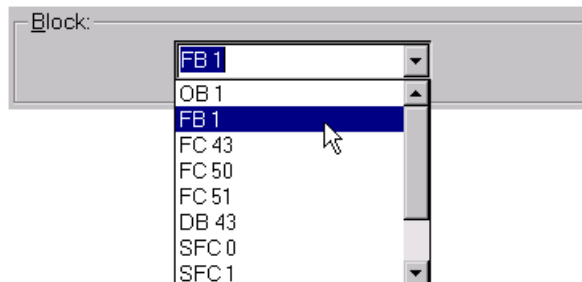 Block:
FB 1
OB 1
FB 1
FC 43
FC 50
FC 51
DB 43
SFC 0
SFC 1